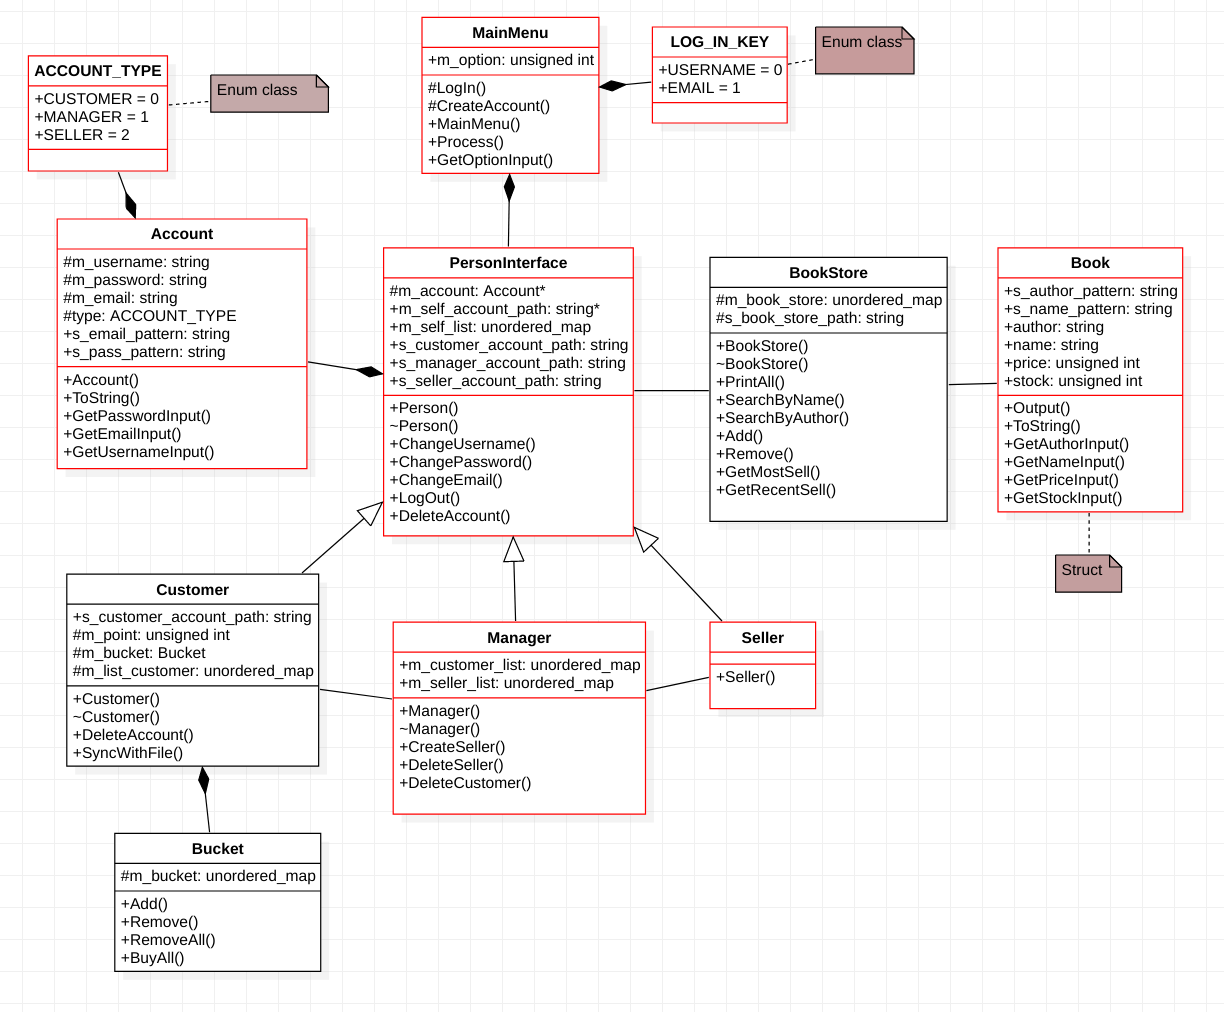 MainMenu
+m_option: unsigned int
#LogIn()
#CreateAccount()
+MainMenu()
+Process()
+GetOptionInput()
LOG_IN_KEY
+USERNAME = 0
+EMAIL = 1
Enum class
ACCOUNT_TYPE
+CUSTOMER = 0
+MANAGER = 1
+SELLER = 2
Enum class
Account
#m_username: string
#m_password: string
#m_email: string
#type: ACCOUNT_TYPE
+s_email_pattern: string
+s_pass_pattern: string
+Account()
+ToString()
+GetPasswordInput()
+GetEmailInput()
+GetUsernameInput()
PersonInterface
#m_account: Account*
+m_self_account_path: string*
+m_self_list: unordered_map
+s_customer_account_path: string
+s_manager_account_path: string
+s_seller_account_path: string
+Person()
~Person()
+ChangeUsername()
+ChangePassword()
+ChangeEmail()
+LogOut()
+DeleteAccount()
BookStore
#m_book_store: unordered_map
#s_book_store_path: string
+BookStore()
~BookStore()
+PrintAll()
+SearchByName()
+SearchByAuthor()
+Add()
+Remove()
+GetMostSell()
+GetRecentSell()
Book
+s_author_pattern: string
+s_name_pattern: string
+author: string
+name: string
+price: unsigned int
+stock: unsigned int
+Output()
+ToString()
+GetAuthorInput()
+GetNameInput()
+GetPriceInput()
+GetStockInput()
Struct
Customer
+s_customer_account_path: string
#m_point: unsigned int
#m_bucket: Bucket
#m_list_customer: unordered_map
+Customer()
~Customer()
+DeleteAccount()
+SyncWithFile()
Manager
+m_customer_list: unordered_map
+m_seller_list: unordered_map
+Manager()
~Manager()
+CreateSeller()
+DeleteSeller()
+DeleteCustomer()
Seller
+Seller()
Bucket
#m_bucket: unordered_map
+Add()
+Remove()
+RemoveAll()
+BuyAll()